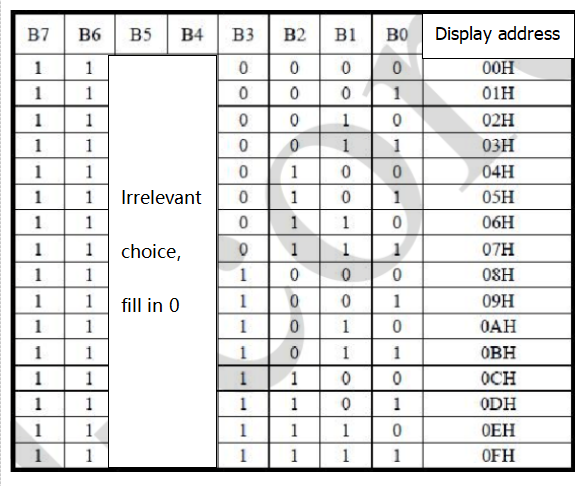 B7 B6 B5 B4 B3 B2 B1 B0 Display address
1 1 0 0 0 0 00H
1 1 0 0 0 1 01H
1 1 0 0 1 0 02H
1 1 0 0 1 1 03H
1 1 0 1 0 0 04H
1 1 Irrelevant 0 1 0 1 05H
1 1 0 1 1 0 06H
1 1 choice, 0 1 1 1 07H
1 1 1 0 0 0 08H
1 1 fill in 0 1 0 0 1 09H
1 1 1 0 1 0 0AH
1 1 1 0 1 1 0BH
1 1 1 1 0 0 0CH
1 1 1 1 0 1 0DH
1 1 1 1 1 0 0EH
1 1 1 1 1 1 0FH